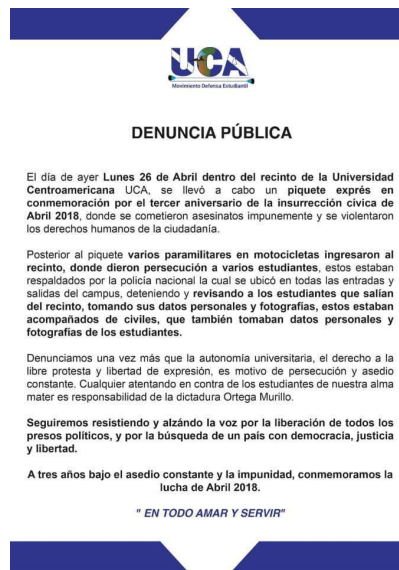 UCA
Movimiento Defensa Estudiantil
DENUNCIA PÚBLICA
El día de ayer Lunes 26 de Abril dentro del recinto de la Universidad
Centroamericana UCA, se llevó a cabo un piquete exprés en
conmemoración por el tercer aniversario de la insurrección cívica de
Abril 2018, donde se cometieron asesinatos impunemente y se violentaron
los derechos humanos de la ciudadanía.
Posterior al piquete varios paramilitares en motocicletas ingresaron al
recinto, donde dieron persecución a varios estudiantes, estos estaban
respaldados por la policía nacional la cual se ubicó en todas las entradas y
salidas del campus, deteniendo y revisando a los estudiantes que salían
del recinto, tomando sus datos personales y fotografías, estos estaban
acompañados de civiles, que también tomaban datos personales y
fotografías de los estudiantes.
Denunciamos una vez más que la autonomía universitaria, el derecho a la
libre protesta y libertad de expresión, es motivo de persecución y asedio
constante. Cualquier atentando en contra de los estudiantes de nuestra alma
mater es responsabilidad de la dictadura Ortega Murillo.
Seguiremos resistiendo y alzándo la voz por la liberación de todos los
presos políticos, y por la búsqueda de un país con democracia, justicia
y libertad.
A tres años bajo el asedio constante y la impunidad, conmemoramos la
lucha de Abril 2018.
" EN TODO AMAR Y SERVIR"